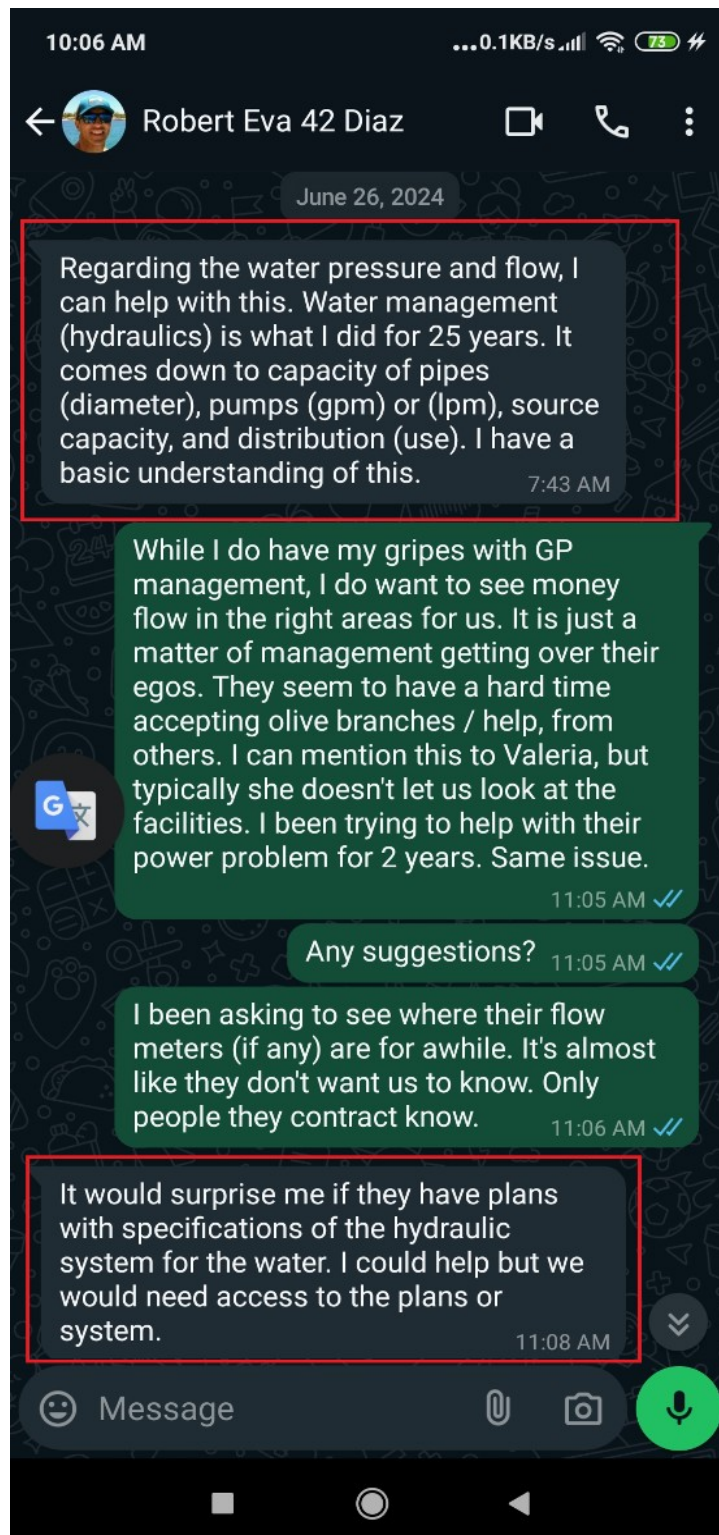 10:06 AM
...0.1KB/s
73
Robert Eva 42 Diaz
June 26, 2024
Regarding the water pressure and flow, I
can help with this. Water management
(hydraulics) is what I did for 25 years. It
comes down to capacity of pipes
(diameter), pumps (gpm) or (lpm), source
capacity, and distribution (use). I have a
basic understanding of this.
7:43 AM
While I do have my gripes with GP
management, I do want to see money
flow in the right areas for us. It is just a
matter of management getting over their
egos. They seem to have a hard time
accepting olive branches / help, from
others. I can mention this to Valeria, but
typically she doesn't let us look at the
facilities. I been trying to help with their
power problem for 2 years. Same issue.
11:05 AM
G
文
Any suggestions?
11:05 AM
I been asking to see where their flow
meters (if any) are for awhile. It's almost
like they don't want us to know. Only
people they contract know.
11:06 AM
It would surprise me if they have plans
with specifications of the hydraulic
system for the water. I could help but we
would need access to the plans or
system.
11:08 AM
Message